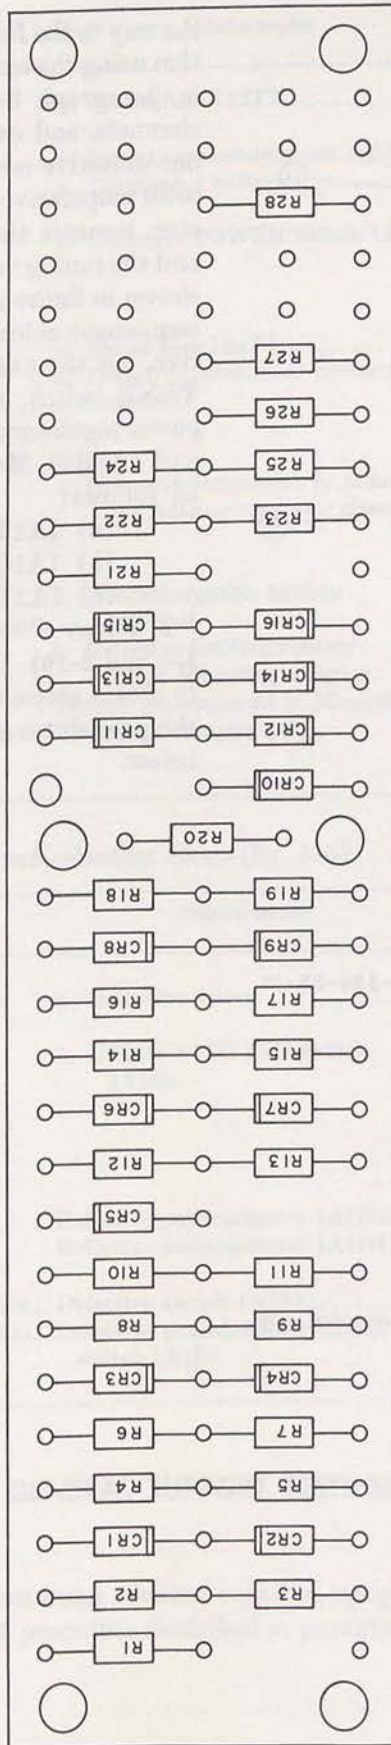 R1
R3 R2
CR2 CR1
R5 R4
R7 R6
CR4 CR3
R9 R8
R11 R10
CR5
R13 R12
CR7 CR6
R15 R14
R17 R16
CR9 CR8
R19 R18
R20
CR10
CR12 CR11
CR14 CR13
CR16 CR15
R21
R23 R22
R25 R24
R26
R27
R28